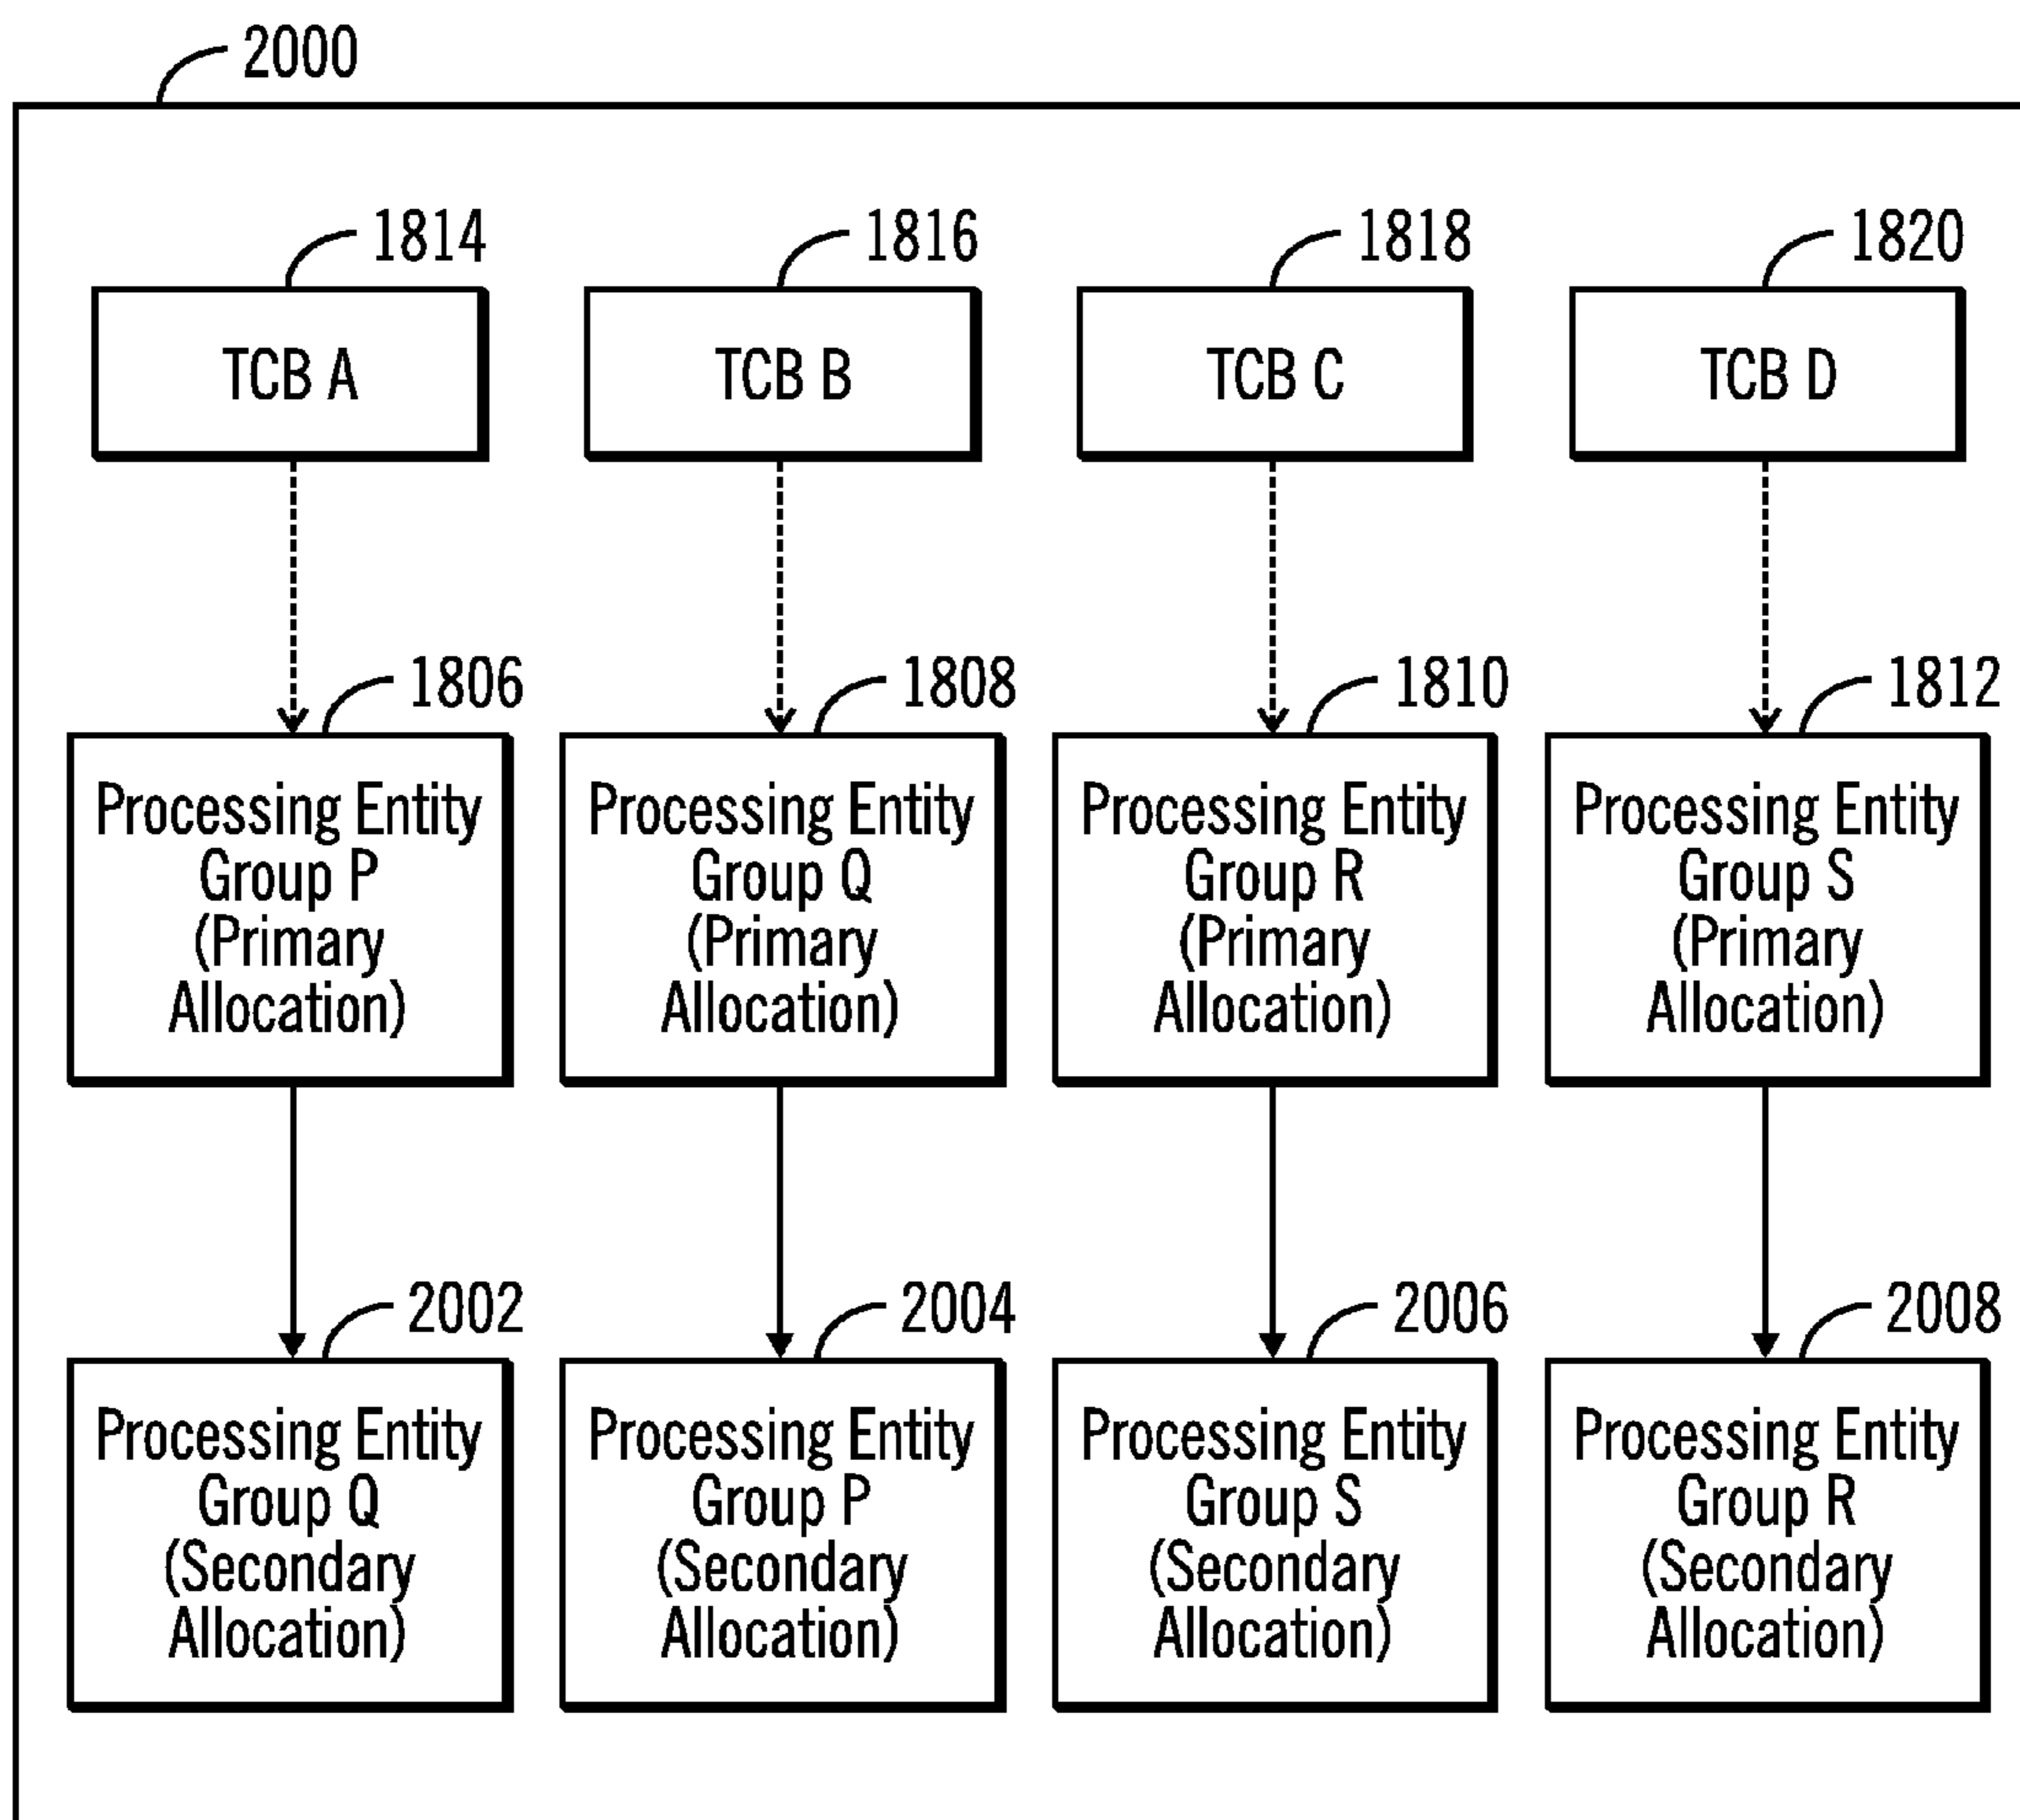 2000
1814
1816
1818
1820
TCB A
TCB B
TCB C
TCB D
1806
1808
1810
1812
Processing Entity
Group P
(Primary
Allocation)
Processing Entity
Group Q
(Primary
Allocation)
Processing Entity
Group R
(Primary
Allocation)
Processing Entity
Group S
(Primary
Allocation)
2002
2004
2006
2008
Processing Entity
Group Q
(Secondary
Allocation)
Processing Entity
Group P
(Secondary
Allocation)
Processing Entity
Group S
(Secondary
Allocation)
Processing Entity
Group R
(Secondary
Allocation)